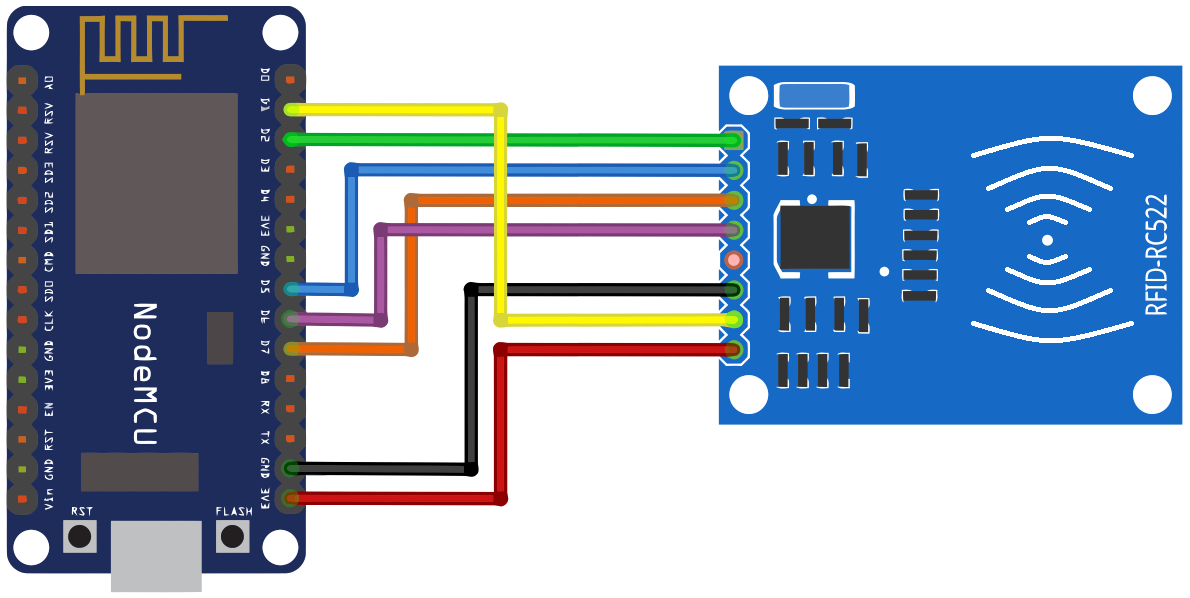 A0
RSV
RSV
SD3
SD2
SD1
CMD
SD0
CLK
GND
3V3
EN
RST
GND
Vin
NodeMCU
RST
FLASH
D0
D1
D2
D3
D4
3V3
GND
D5
D6
D7
D8
RX
TX
GND
3V3
RFID-RC522